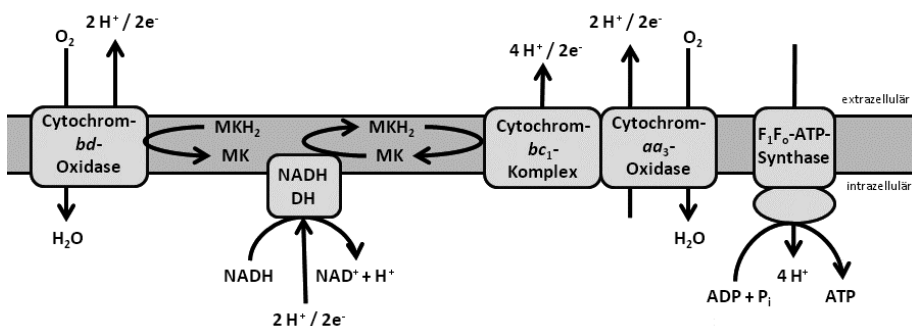 O₂
2 H⁺/ 2e⁻
4 H⁺/ 2e⁻
2 H⁺/ 2e⁻
O₂
extrazellulär
Cytochrom-
bd-
Oxidase
MKH₂
MK
MKH₂
MK
Cytochrom-
bc₁-
Komplex
Cytochrom-
aa₃-
Oxidase
F₁Fₒ-ATP-
Synthase
intrazellulär
NADH
DH
H₂O
NADH
NAD⁺ + H⁺
2 H⁺/ 2e⁻
H₂O
ADP + Pᵢ
4 H⁺
ATP